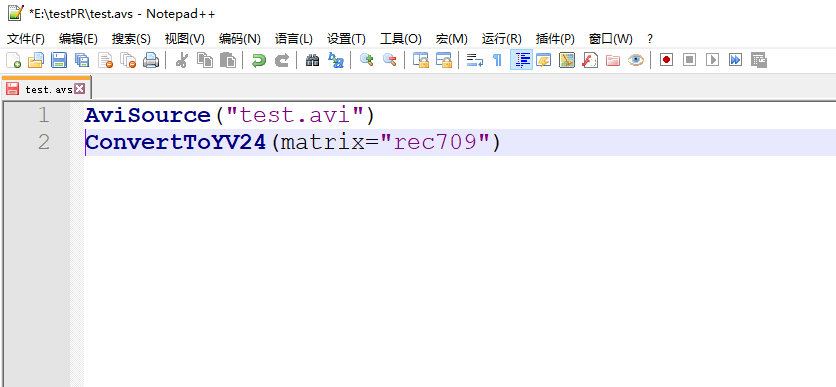 *E:\testPR\test.avs - Notepad++
文件(F) 编辑(E) 搜索(S) 视图(V) 编码(N) 语言(L) 设置(T) 工具(O) 宏(M) 运行(R) 插件(P) 窗口(W) ?
test.avs
1 AviSource("test.avi")
2 ConvertToYV24(matrix="rec709")